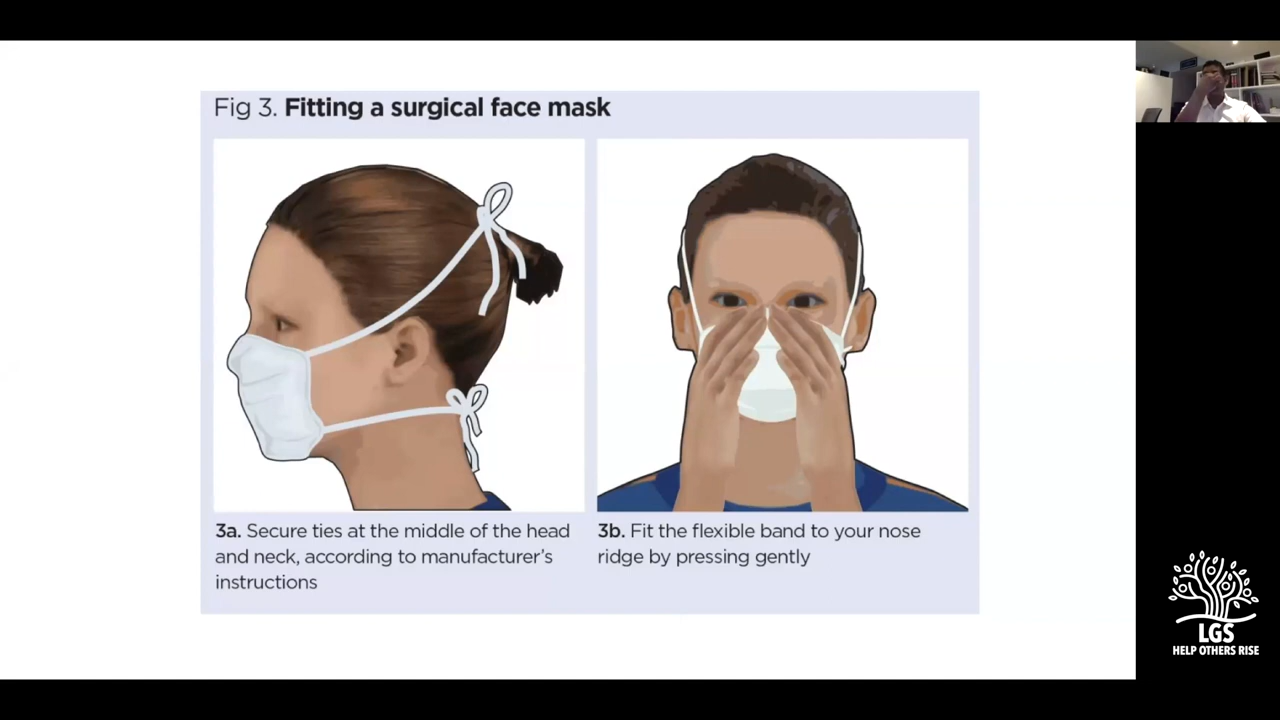 Fig 3. Fitting a surgical face mask
3a. Secure ties at the middle of the head
and neck, according to manufacturer’s
instructions
3b. Fit the flexible band to your nose
ridge by pressing gently
LGS
HELP OTHERS RISE